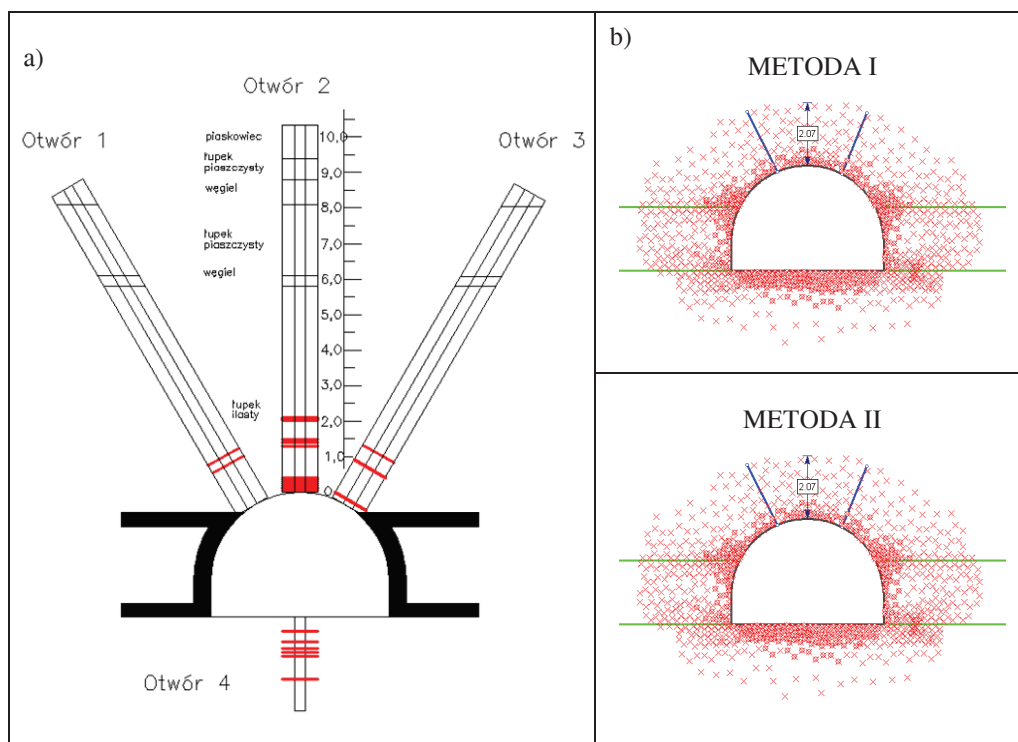 a)
Otwór 2
Otwór 1
Otwór 3
piaskowiec
łupek
piaszczysty
węgiel
łupek
piaszczysty
węgiel
łupek
ilasty
10,0
9,0
8,0
7,0
6,0
5,0
4,0
3,0
2,0
1,0
0
Otwór 4
b)
METODA I
2.07
METODA II
2.07